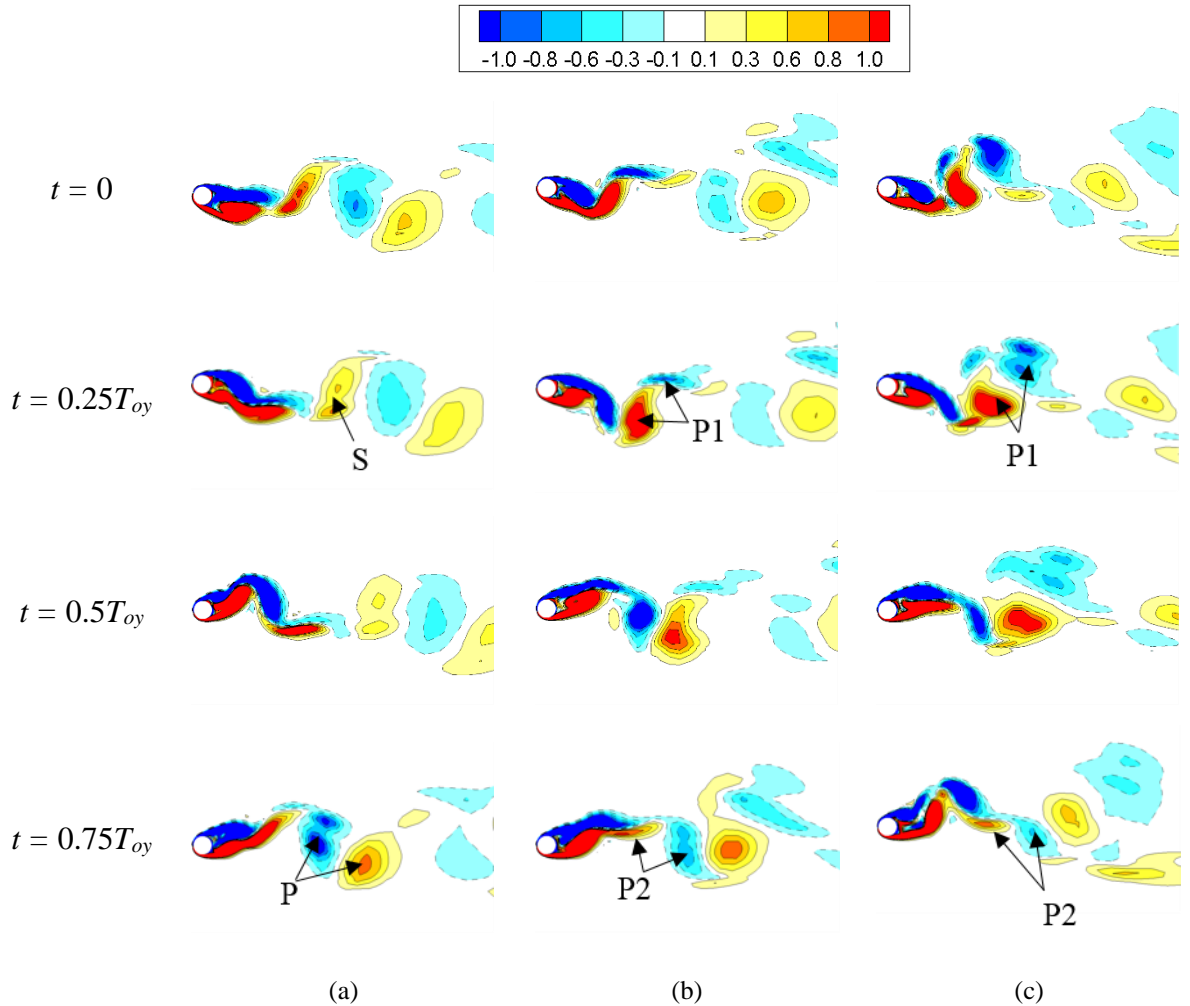 -1.0 -0.8 -0.6 -0.3 -0.1 0.1 0.3 0.6 0.8 1.0
t = 0
t = 0.25Toy
S
P1
P1
t = 0.5Toy
t = 0.75Toy
P
P2
P2
(a) (b) (c)